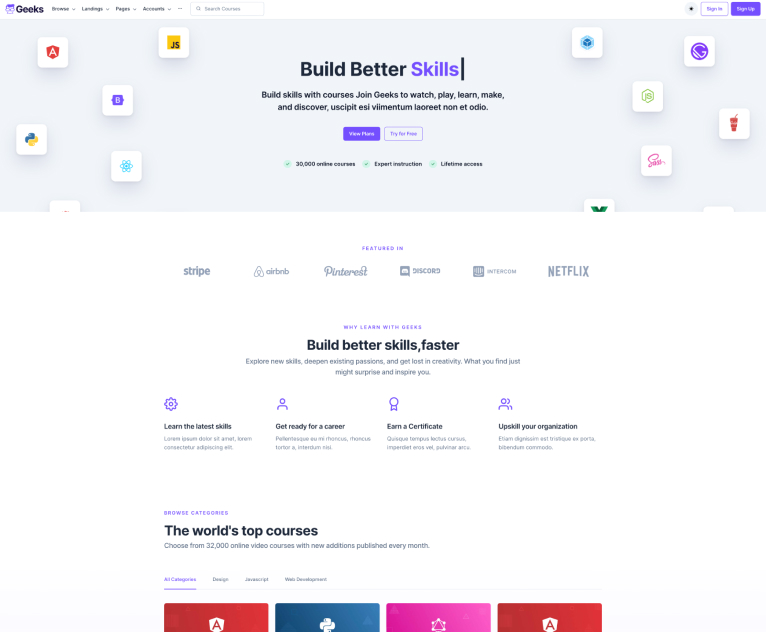 Geeks
Browse
Landings
Pages
Accounts
Search Courses
Sign In
Sign Up
JS
B
Build Better Skills|
Build skills with courses Join Geeks to watch, play, learn, make,
and discover, uscipit esi viimentum laoreet non et odio.
View Plans
Try for Free
30,000 online courses
Expert instruction
Lifetime access
Sass
FEATURED IN
stripe
airbnb
Pinterest
DISCORD
INTERCOM
NETFLIX
WHY LEARN WITH GEEKS
Build better skills,faster
Explore new skills, deepen existing passions, and get lost in creativity. What you find just
might surprise and inspire you.
Learn the latest skills
Lorem ipsum dolor sit amet, lorem
consectetur adipiscing elit.
Get ready for a career
Pellentesque eu mi rhoncus, rhoncus
tortor a, interdum nisi.
Earn a Certificate
Quisque tempus lectus cursus,
imperdiet eros vel, pulvinar arcu.
Upskill your organization
Etiam dignissim est tristique ex porta,
bibendum commodo.
BROWSE CATEGORIES
The world's top courses
Choose from 32,000 online video courses with new additions published every month.
All Categories
Design
Javascript
Web Development